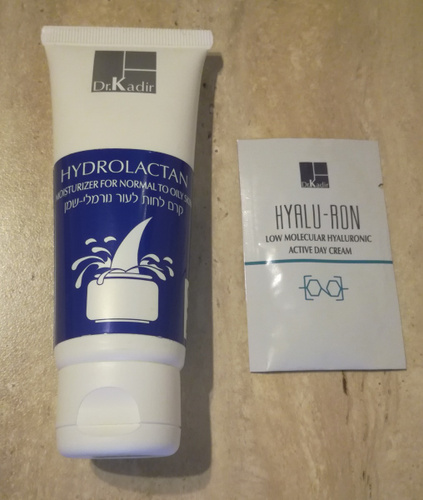 Dr.Kadir
HYDROLACTAN
MOISTURIZER FOR NORMAL TO OILY SKIN
קרם לחות לעור נורמלי-שמן
Dr.Kadir
HYALU-RON
LOW MOLECULAR HYALURONIC
ACTIVE DAY CREAM